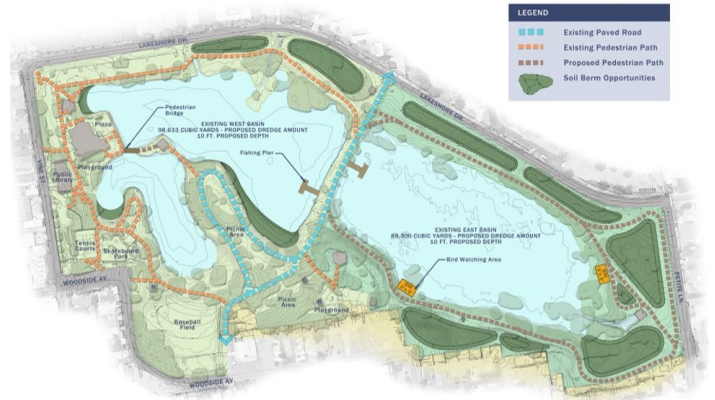 LEGEND
Existing Paved Road
Existing Pedestrian Path
Proposed Pedestrian Path
Soil Berm Opportunities
LAKESHORE DR.
LAKESHORE DR.
Pedestrian
Bridge
EXISTING WEST BASIN
98,633 CUBIC YARDS - PROPOSED DREDGE AMOUNT
10 FT. PROPOSED DEPTH
Plaza
Fishing Pier
Playground
Public
Library
VINE ST.
Picnic
Area
EXISTING EAST BASIN
89,300 CUBIC YARDS - PROPOSED DREDGE AMOUNT
10 FT. PROPOSED DEPTH
Tennis
Courts
Skateboard
Park
Bird Watching Area
WOODSIDE AV.
Picnic
Area
Playground
Baseball
Field
WOODSIDE AV.